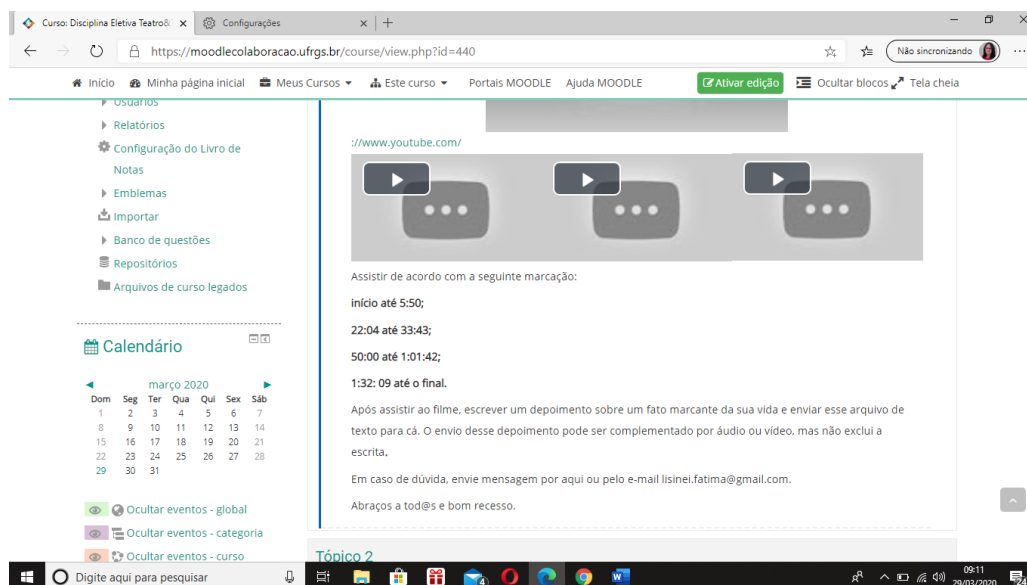 Curso: Disciplina Eletiva Teatro&
Configurações
https://moodlecolaboracao.ufrgs.br/course/view.php?id=440
Não sincronizando
Início Minha página inicial Meus Cursos Este curso Portais MOODLE Ajuda MOODLE Ativar edição Ocultar blocos Tela cheia
Usuários
Relatórios
Configuração do Livro de
Notas
Emblemas
Importar
Banco de questões
Repositórios
Arquivos de curso legados
Calendário
março 2020
Dom Seg Ter Qua Qui Sex Sáb
1 2 3 4 5 6 7
8 9 10 11 12 13 14
15 16 17 18 19 20 21
22 23 24 25 26 27 28
29 30 31
Ocultar eventos - global
Ocultar eventos - categoria
Ocultar eventos - curso
://www.youtube.com/
Assistir de acordo com a seguinte marcação:
início até 5:50;
22:04 até 33:43;
50:00 até 1:01:42;
1:32: 09 até o final.
Após assistir ao filme, escrever um depoimento sobre um fato marcante da sua vida e enviar esse arquivo de
texto para cá. O envio desse depoimento pode ser complementado por áudio ou vídeo, mas não exclui a
escrita.
Em caso de dúvida, envie mensagem por aqui ou pelo e-mail lisinei.fatima@gmail.com.
Abraços a tod@s e bom recesso.
Tópico 2
Digite aqui para pesquisar
09:11
29/03/2020